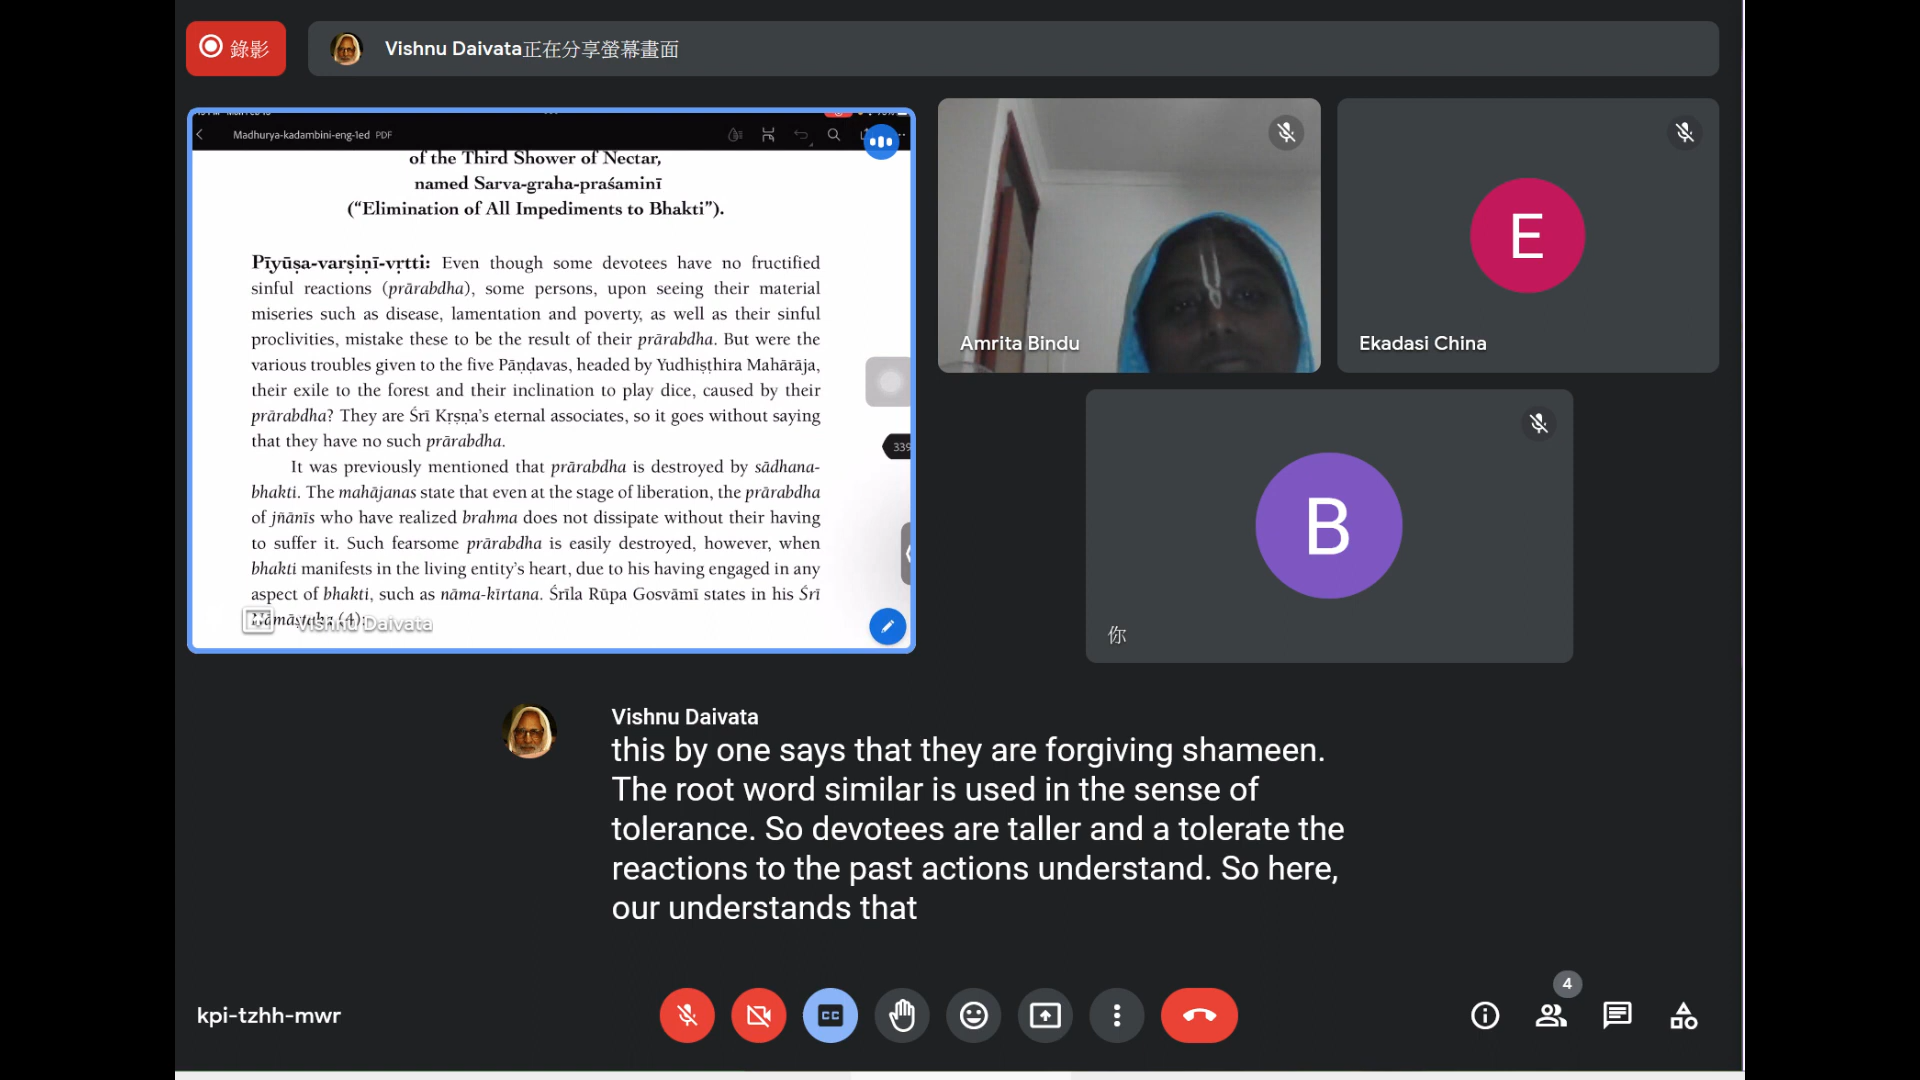 錄影
Vishnu Daivata正在分享螢幕畫面
Madhurya-kadambini-eng-1ed PDF
of the Third Shower of Nectar,
named Sarva-graha-praśaminī
(“Elimination of All Impediments to Bhakti”).
Pīyūṣa-varṣiṇī-vṛtti: Even though some devotees have no fructified
sinful reactions (prārabdha), some persons, upon seeing their material
miseries such as disease, lamentation and poverty, as well as their sinful
proclivities, mistake these to be the result of their prārabdha. But were the
various troubles given to the five Pāṇḍavas, headed by Yudhiṣṭhira Mahārāja,
their exile to the forest and their inclination to play dice, caused by their
prārabdha? They are Śrī Kṛṣṇa’s eternal associates, so it goes without saying
that they have no such prārabdha.
It was previously mentioned that prārabdha is destroyed by sādhana-
bhakti. The mahājanas state that even at the stage of liberation, the prārabdha
of jñānīs who have realized brahma does not dissipate without their having
to suffer it. Such fearsome prārabdha is easily destroyed, however, when
bhakti manifests in the living entity’s heart, due to his having engaged in any
aspect of bhakti, such as nāma-kīrtana. Śrīla Rūpa Gosvāmī states in his Śrī
Nāmāṣṭaka (4):
Vishnu Daivata
339
Amrita Bindu
E
Ekadasi China
B
你
Vishnu Daivata
this by one says that they are forgiving shameen.
The root word similar is used in the sense of
tolerance. So devotees are taller and a tolerate the
reactions to the past actions understand. So here,
our understands that
kpi-tzhh-mwr
CC
4